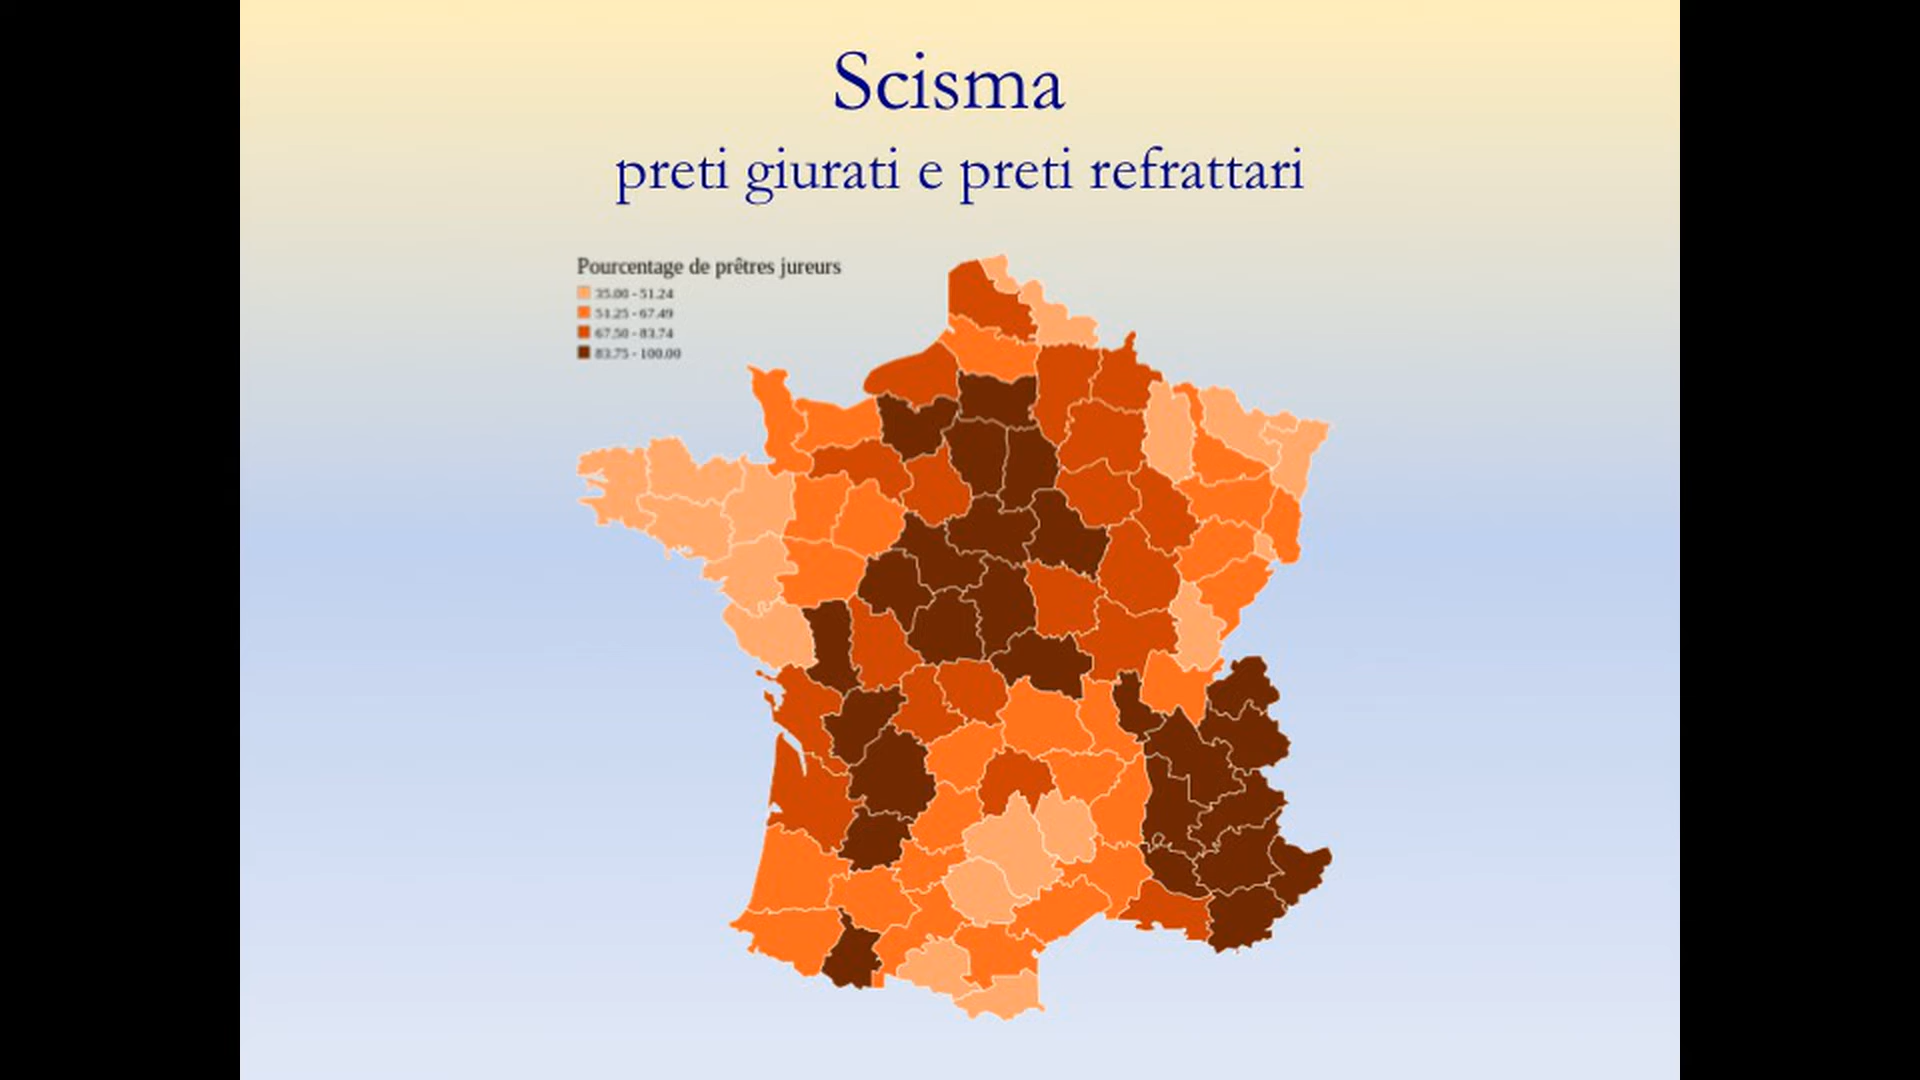 Scisma
preti giurati e preti refrattari
Pourcentage de prêtres jureurs
35.00 - 51.24
51.25 - 67.49
67.50 - 83.74
83.75 - 100.00